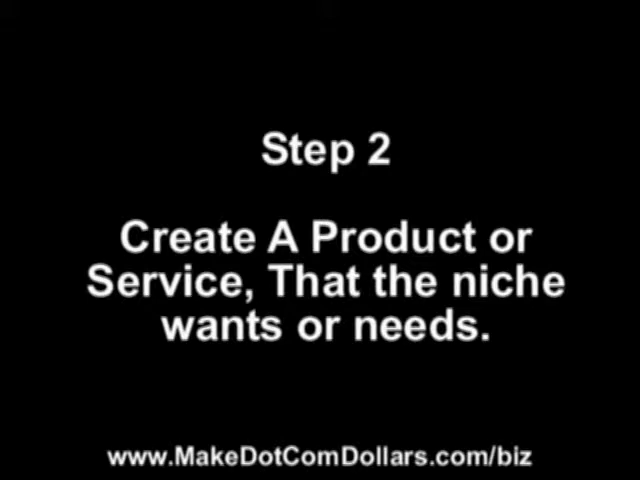 Step 2
Create A Product or
Service, That the niche
wants or needs.
www.MakeDotComDollars.com/biz